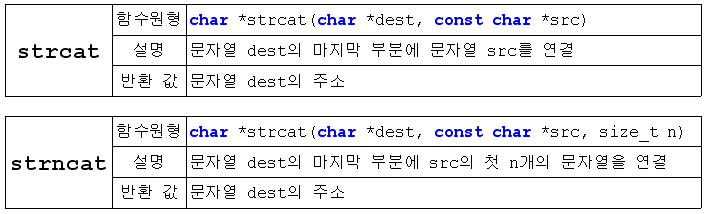 strcat
함수원형 char *strcat(char *dest, const char *src)
설명 문자열 dest의 마지막 부분에 문자열 src를 연결
반환 값 문자열 dest의 주소
strncat
함수원형 char *strcat(char *dest, const char *src, size_t n)
설명 문자열 dest의 마지막 부분에 src의 첫 n개의 문자열을 연결
반환 값 문자열 dest의 주소